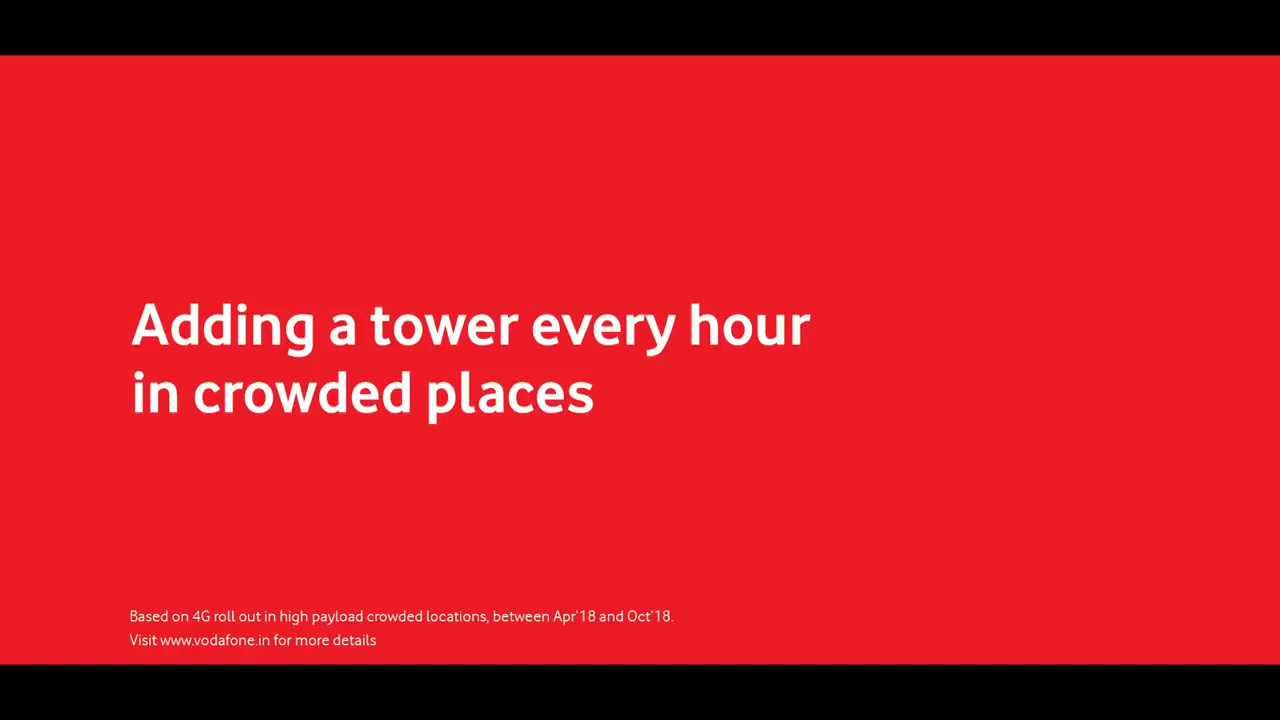 Adding a tower every hour
in crowded places
Based on 4G roll out in high payload crowded locations, between Apr'18 and Oct'18.
Visit www.vodafone.in for more details